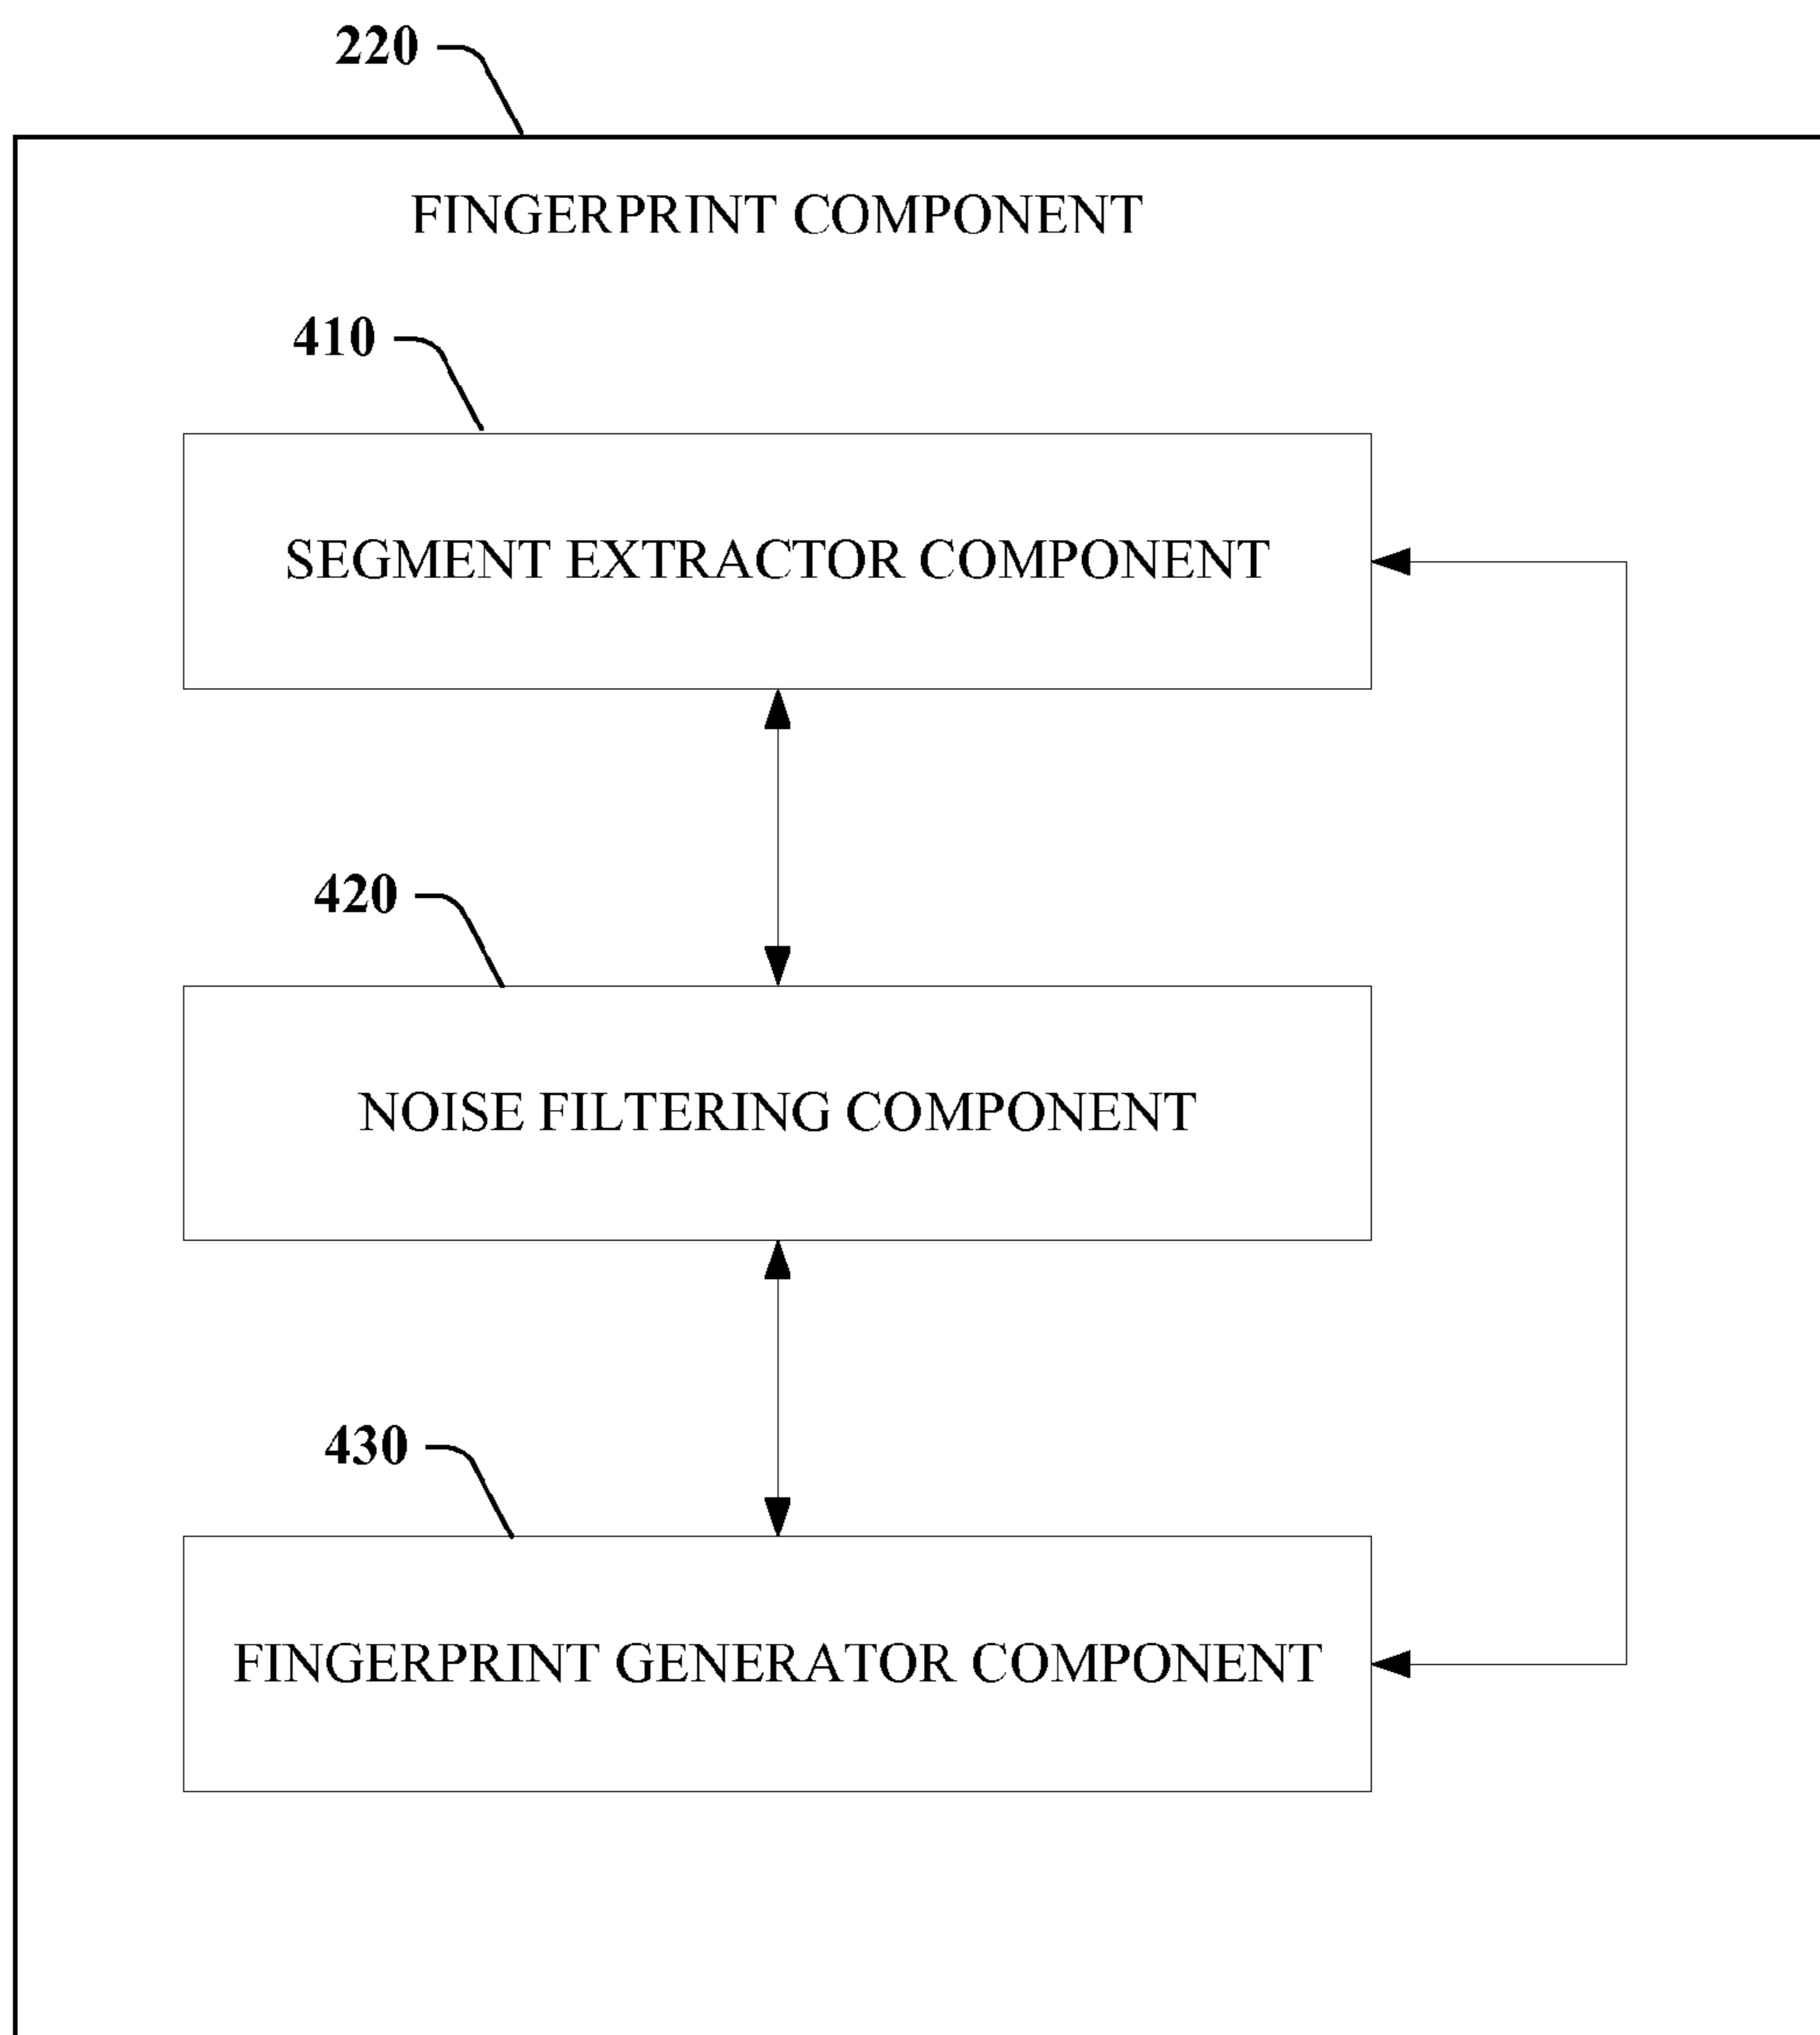 220
FINGERPRINT COMPONENT
410
SEGMENT EXTRACTOR COMPONENT
420
NOISE FILTERING COMPONENT
430
FINGERPRINT GENERATOR COMPONENT